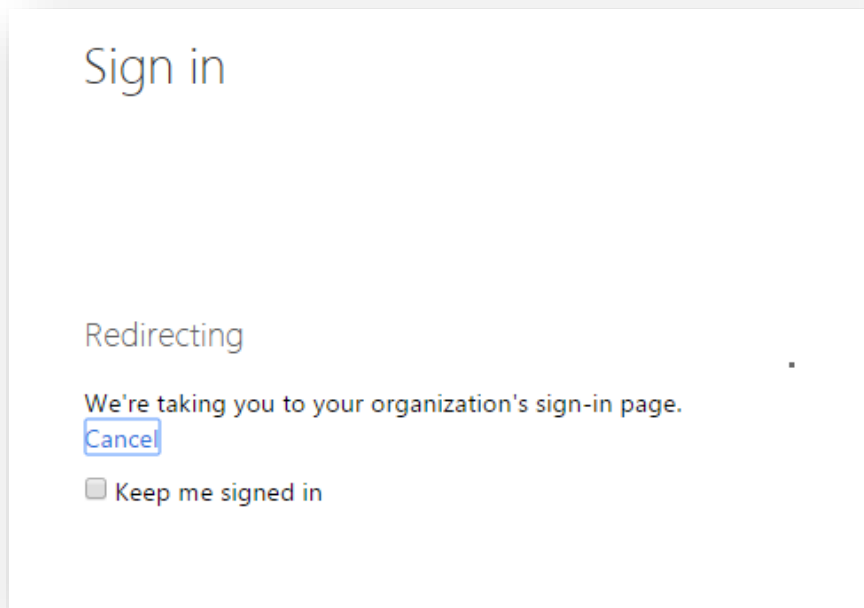 Sign in
Redirecting
We're taking you to your organization's sign-in page.
Cancel
Keep me signed in